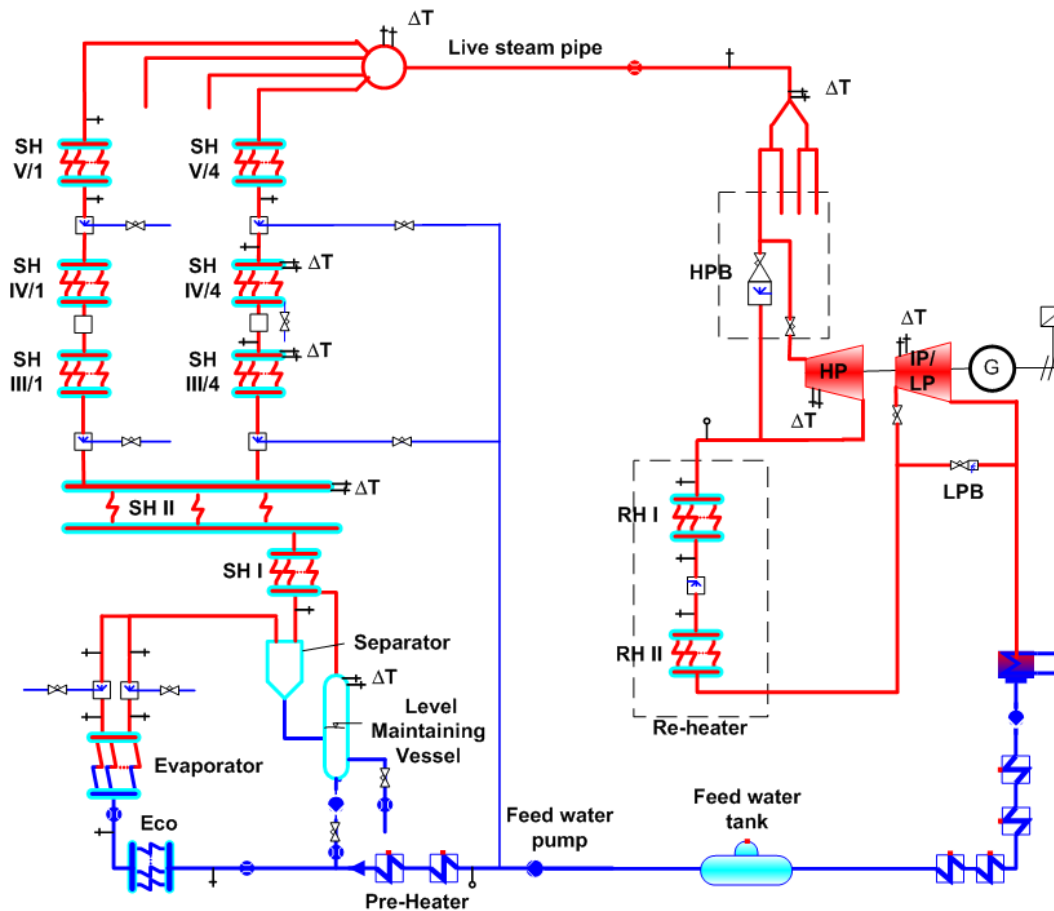 ΔT
Live steam pipe
ΔT
SH
V/1
SH
V/4
SH
IV/1
SH
IV/4
ΔT
HPB
SH
III/1
SH
III/4
ΔT
ΔT
HP
IP/
LP
G
ΔT
SH II
ΔT
LPB
RH I
SH I
Separator
RH II
ΔT
Level
Maintaining
Vessel
Re-heater
Evaporator
Eco
Feed water
pump
Feed water
tank
Pre-Heater